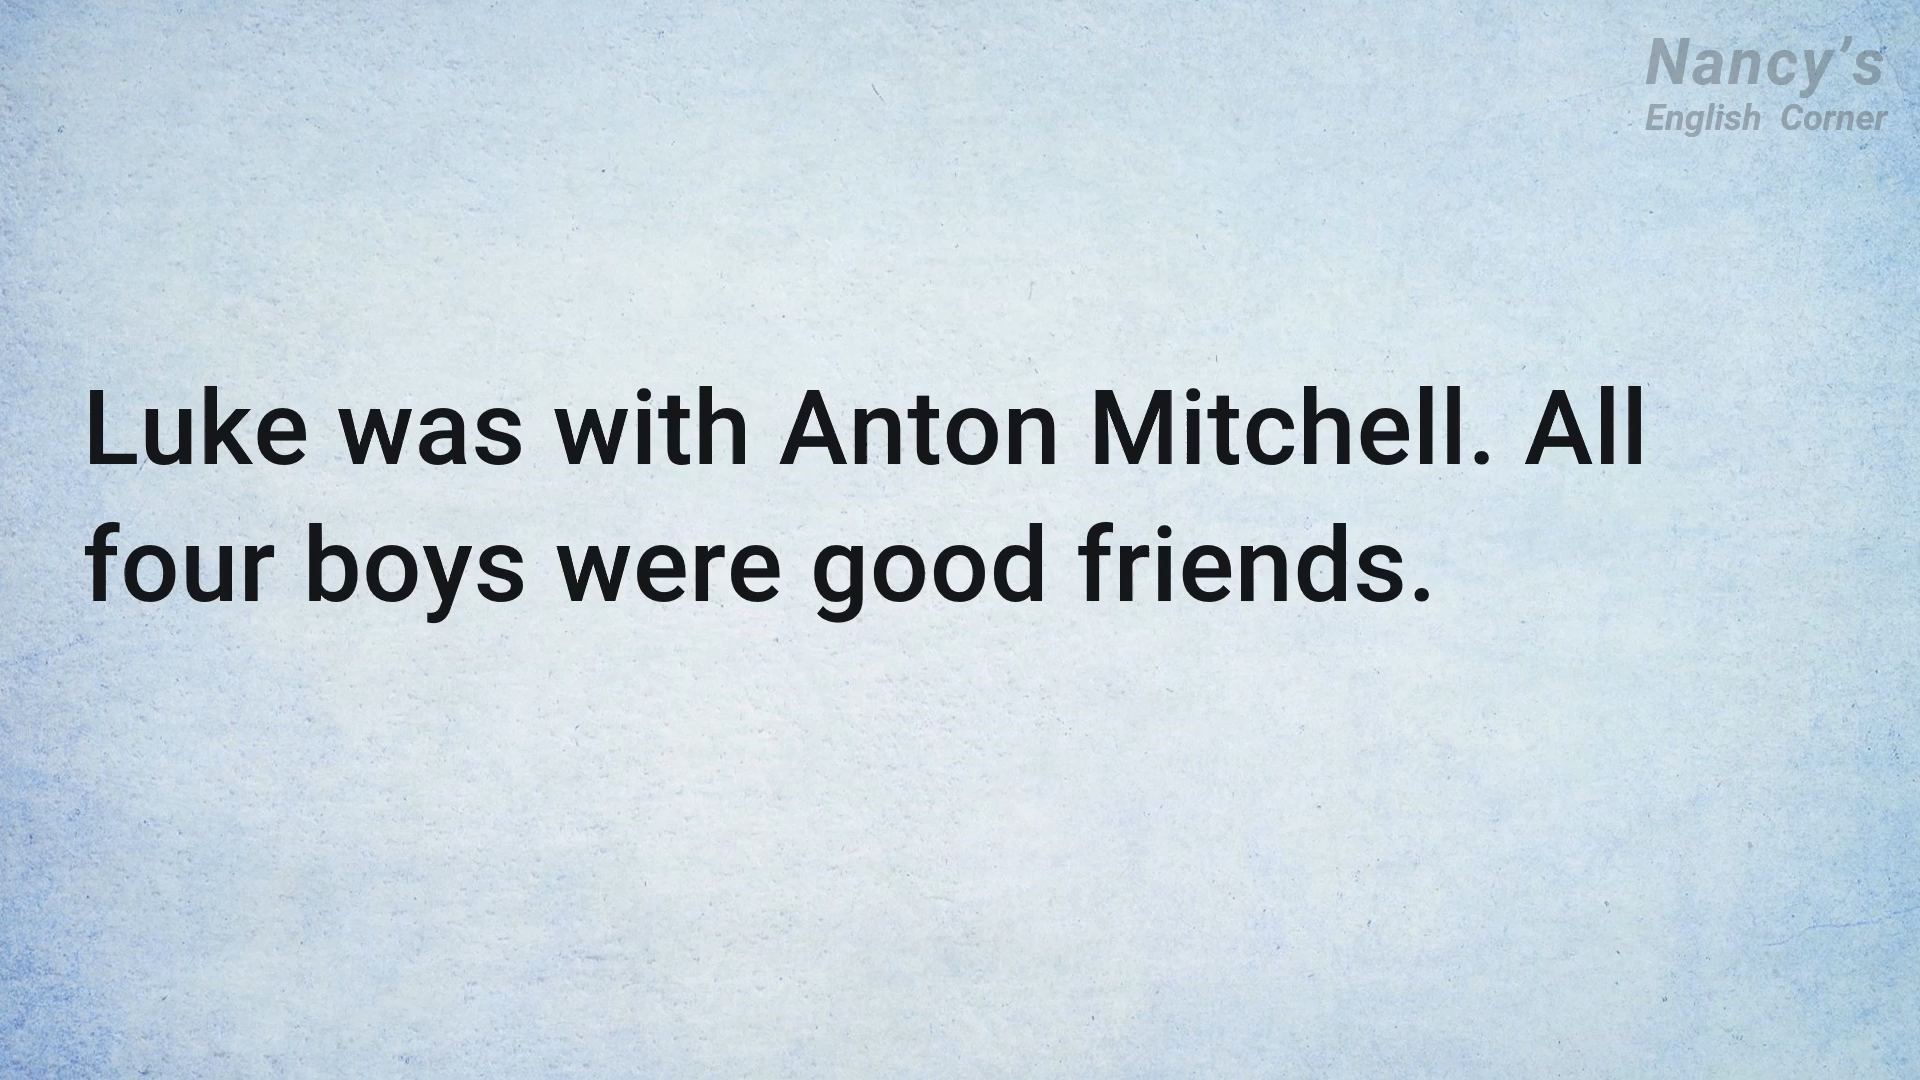 Nancy’s
English Corner
Luke was with Anton Mitchell. All
four boys were good friends.